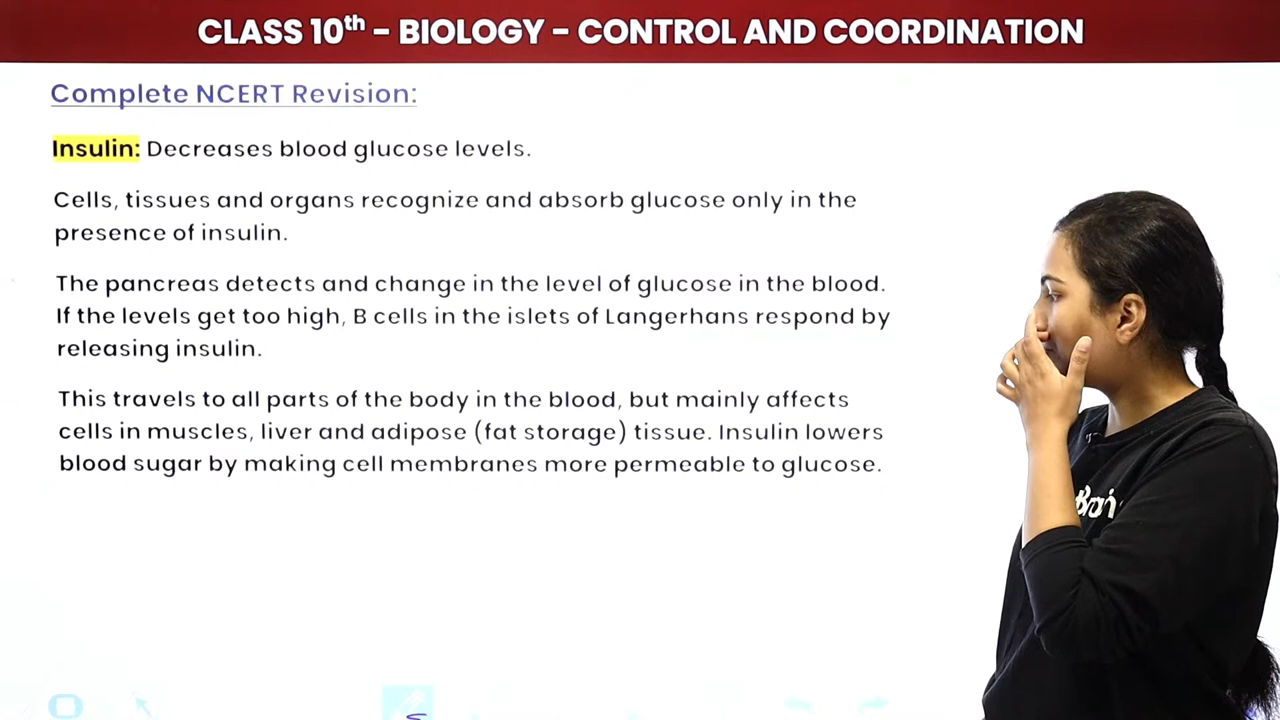 CLASS 10th - BIOLOGY - CONTROL AND COORDINATION
Complete NCERT Revision:
Insulin: Decreases blood glucose levels.
Cells, tissues and organs recognize and absorb glucose only in the
presence of insulin.
The pancreas detects and change in the level of glucose in the blood.
If the levels get too high, B cells in the islets of Langerhans respond by
releasing insulin.
This travels to all parts of the body in the blood, but mainly affects
cells in muscles, liver and adipose (fat storage) tissue. Insulin lowers
blood sugar by making cell membranes more permeable to glucose.